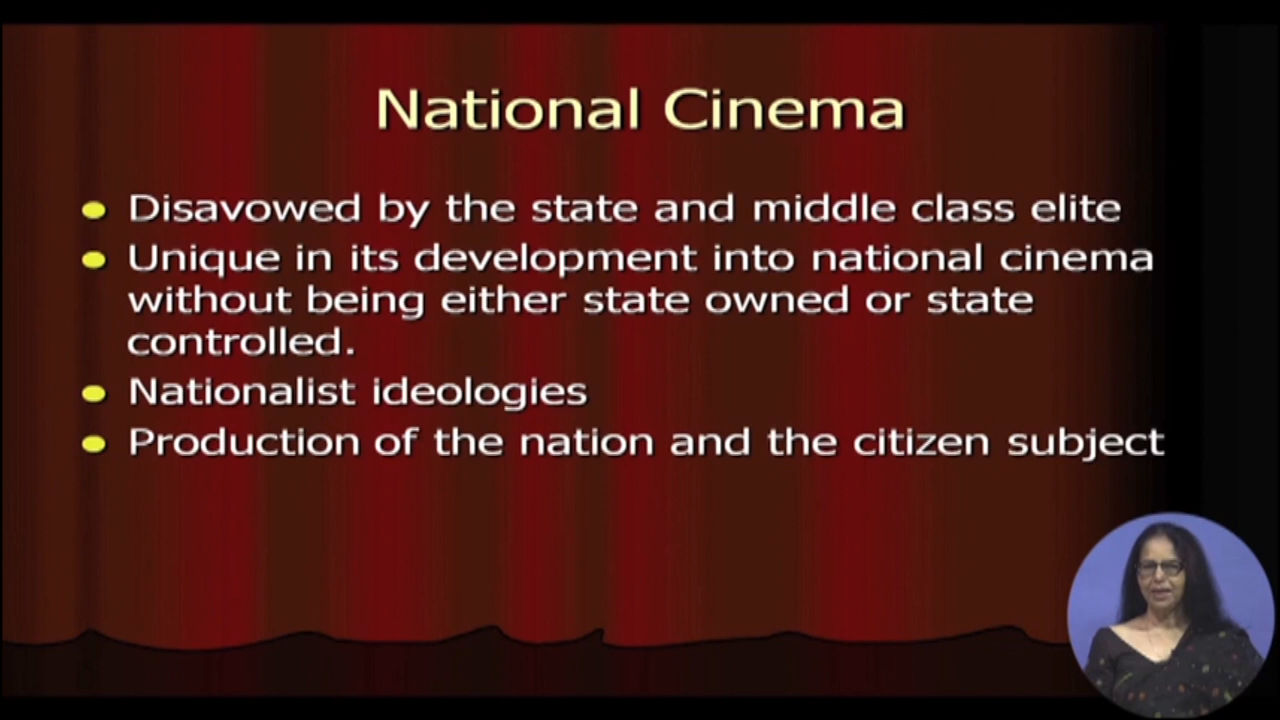 National Cinema
Disavowed by the state and middle class elite
Unique in its development into national cinema
without being either state owned or state
controlled.
Nationalist ideologies
Production of the nation and the citizen subject